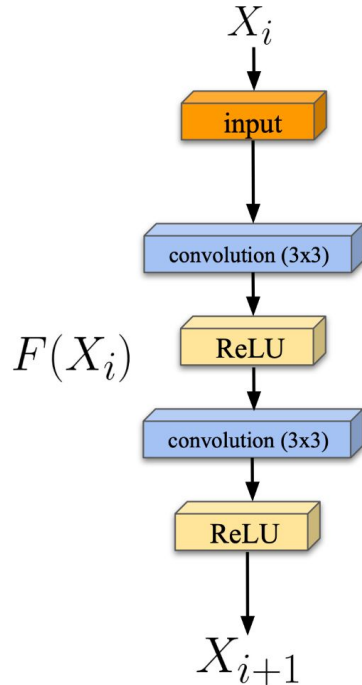 X_i
input
convolution (3x3)
ReLU
F(X_i)
convolution (3x3)
ReLU
X_{i+1}